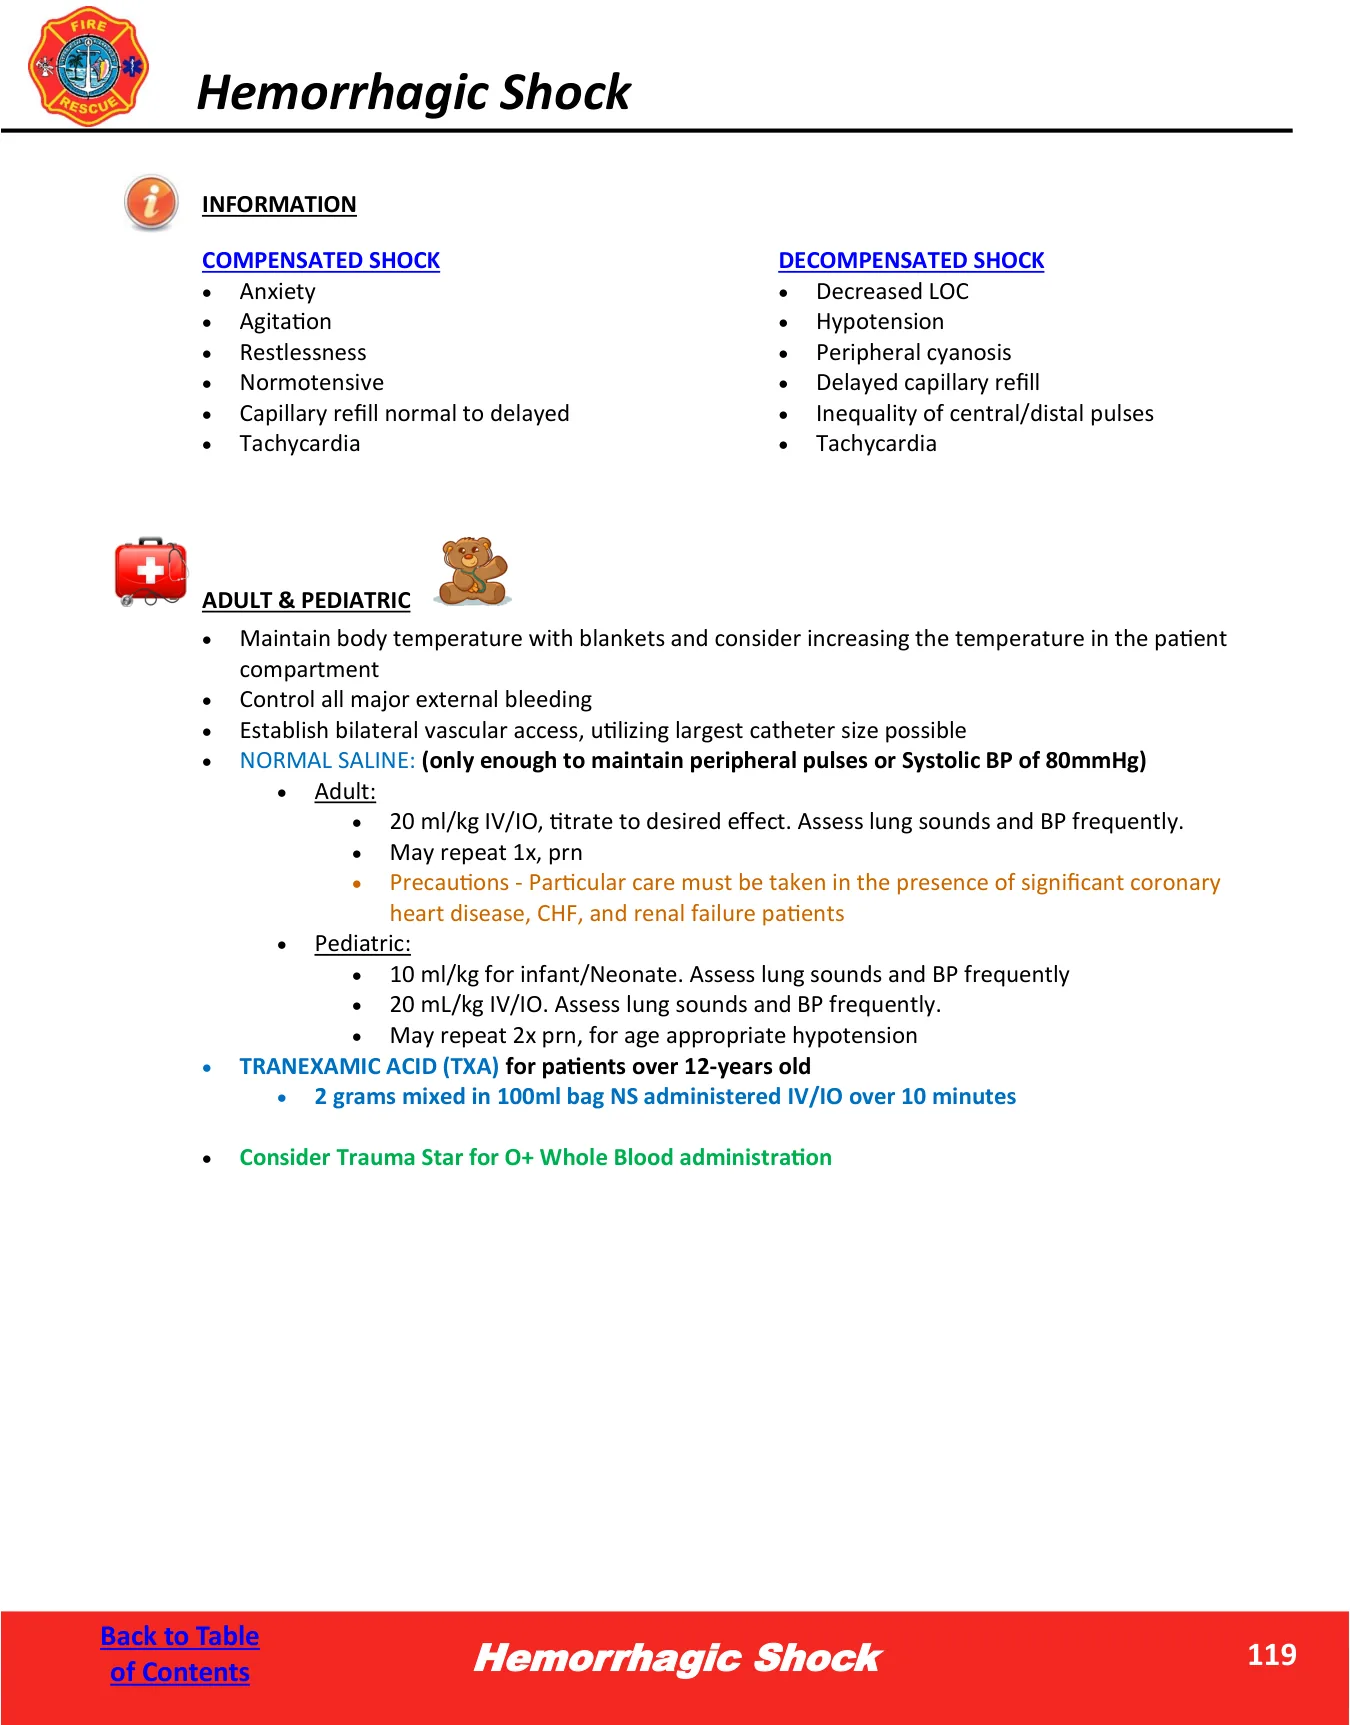 FIRE
RESCUE
Hemorrhagic Shock
INFORMATION
COMPENSATED SHOCK
• Anxiety
• Agitation
• Restlessness
• Normotensive
• Capillary refill normal to delayed
• Tachycardia
DECOMPENSATED SHOCK
• Decreased LOC
• Hypotension
• Peripheral cyanosis
• Delayed capillary refill
• Inequality of central/distal pulses
• Tachycardia
ADULT & PEDIATRIC
• Maintain body temperature with blankets and consider increasing the temperature in the patient
compartment
• Control all major external bleeding
• Establish bilateral vascular access, utilizing largest catheter size possible
• NORMAL SALINE: (only enough to maintain peripheral pulses or Systolic BP of 80mmHg)
• Adult:
• 20 ml/kg IV/IO, titrate to desired effect. Assess lung sounds and BP frequently.
• May repeat 1x, prn
• Precautions - Particular care must be taken in the presence of significant coronary
heart disease, CHF, and renal failure patients
• Pediatric:
• 10 ml/kg for infant/Neonate. Assess lung sounds and BP frequently
• 20 mL/kg IV/IO. Assess lung sounds and BP frequently.
• May repeat 2x prn, for age appropriate hypotension
• TRANEXAMIC ACID (TXA) for patients over 12-years old
• 2 grams mixed in 100ml bag NS administered IV/IO over 10 minutes
• Consider Trauma Star for O+ Whole Blood administration
Back to Table
of Contents
Hemorrhagic Shock
119